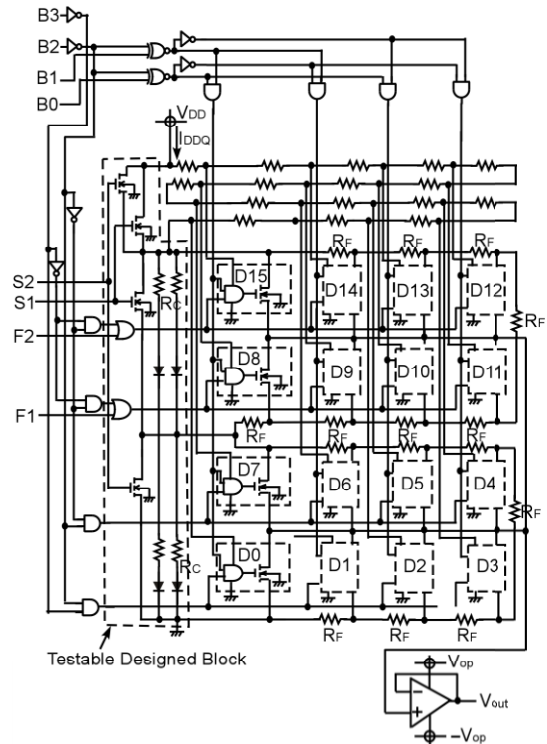 B3
B2
B1
B0
VDD
IDDQ
RF RF RF
S2
S1
RC
D15
D14
D13
D12
RF
F2
D8
D9
D10
D11
F1
RF RF RF RF
D7
D6
D5
D4
RF
RC
D0
D1
D2
D3
RF RF RF
Testable Designed Block
Vop
Vout
−Vop